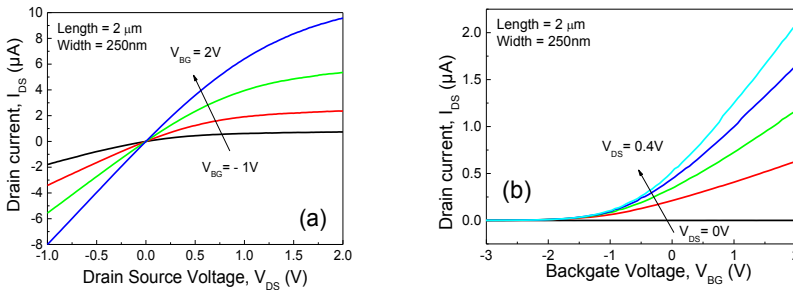 (a)
Length = 2 μm
Width = 250nm
V_BG = 2V
V_BG = - 1V
(a)
Drain current, I_DS (μA)
10
8
6
4
2
0
-2
-4
6
8
-1.0
-0.5
0.0
0.5
1.0
1.5
2.0
Drain Source Voltage, V_DS (V)
b)
Length = 2 μm
Width = 250nm
V_DS = 0.4V
V_DS = 0V
(b)
Drain current, I_DS (μA)
2.0
1.5
1.0
0.5
0.0
-3
-2
-1
0
1
2
Backgate Voltage, V_BG (V)